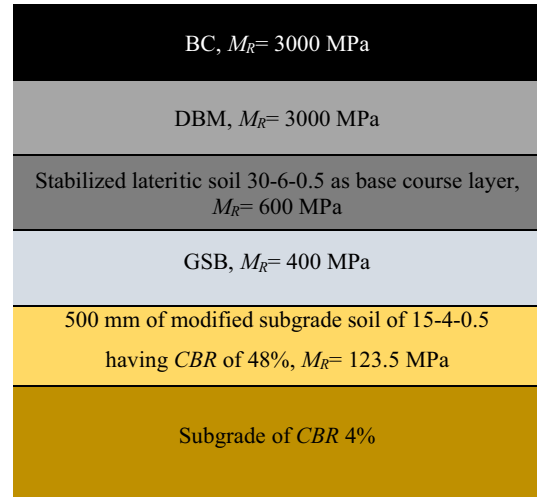 BC, MR= 3000 MPa
DBM, MR= 3000 MPa
Stabilized lateritic soil 30-6-0.5 as base course layer,
MR= 600 MPa
GSB, MR= 400 MPa
500 mm of modified subgrade soil of 15-4-0.5
having CBR of 48%, MR= 123.5 MPa
Subgrade of CBR 4%